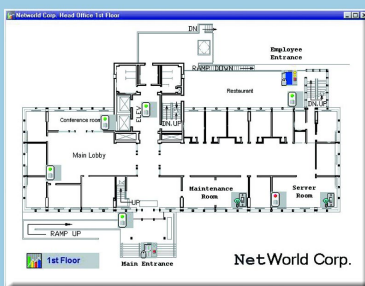 Networld Corp. Head Office 1st Floor
DN
Employee
Entrance
RAMP DOWN
Restaurant
DN. UP
Conference room
ELEV
DN. UP
Main Lobby
Maintenance
Room
Server
Room
UP
RAMP UP
1st Floor
Main Entrance
NetWorld Corp.